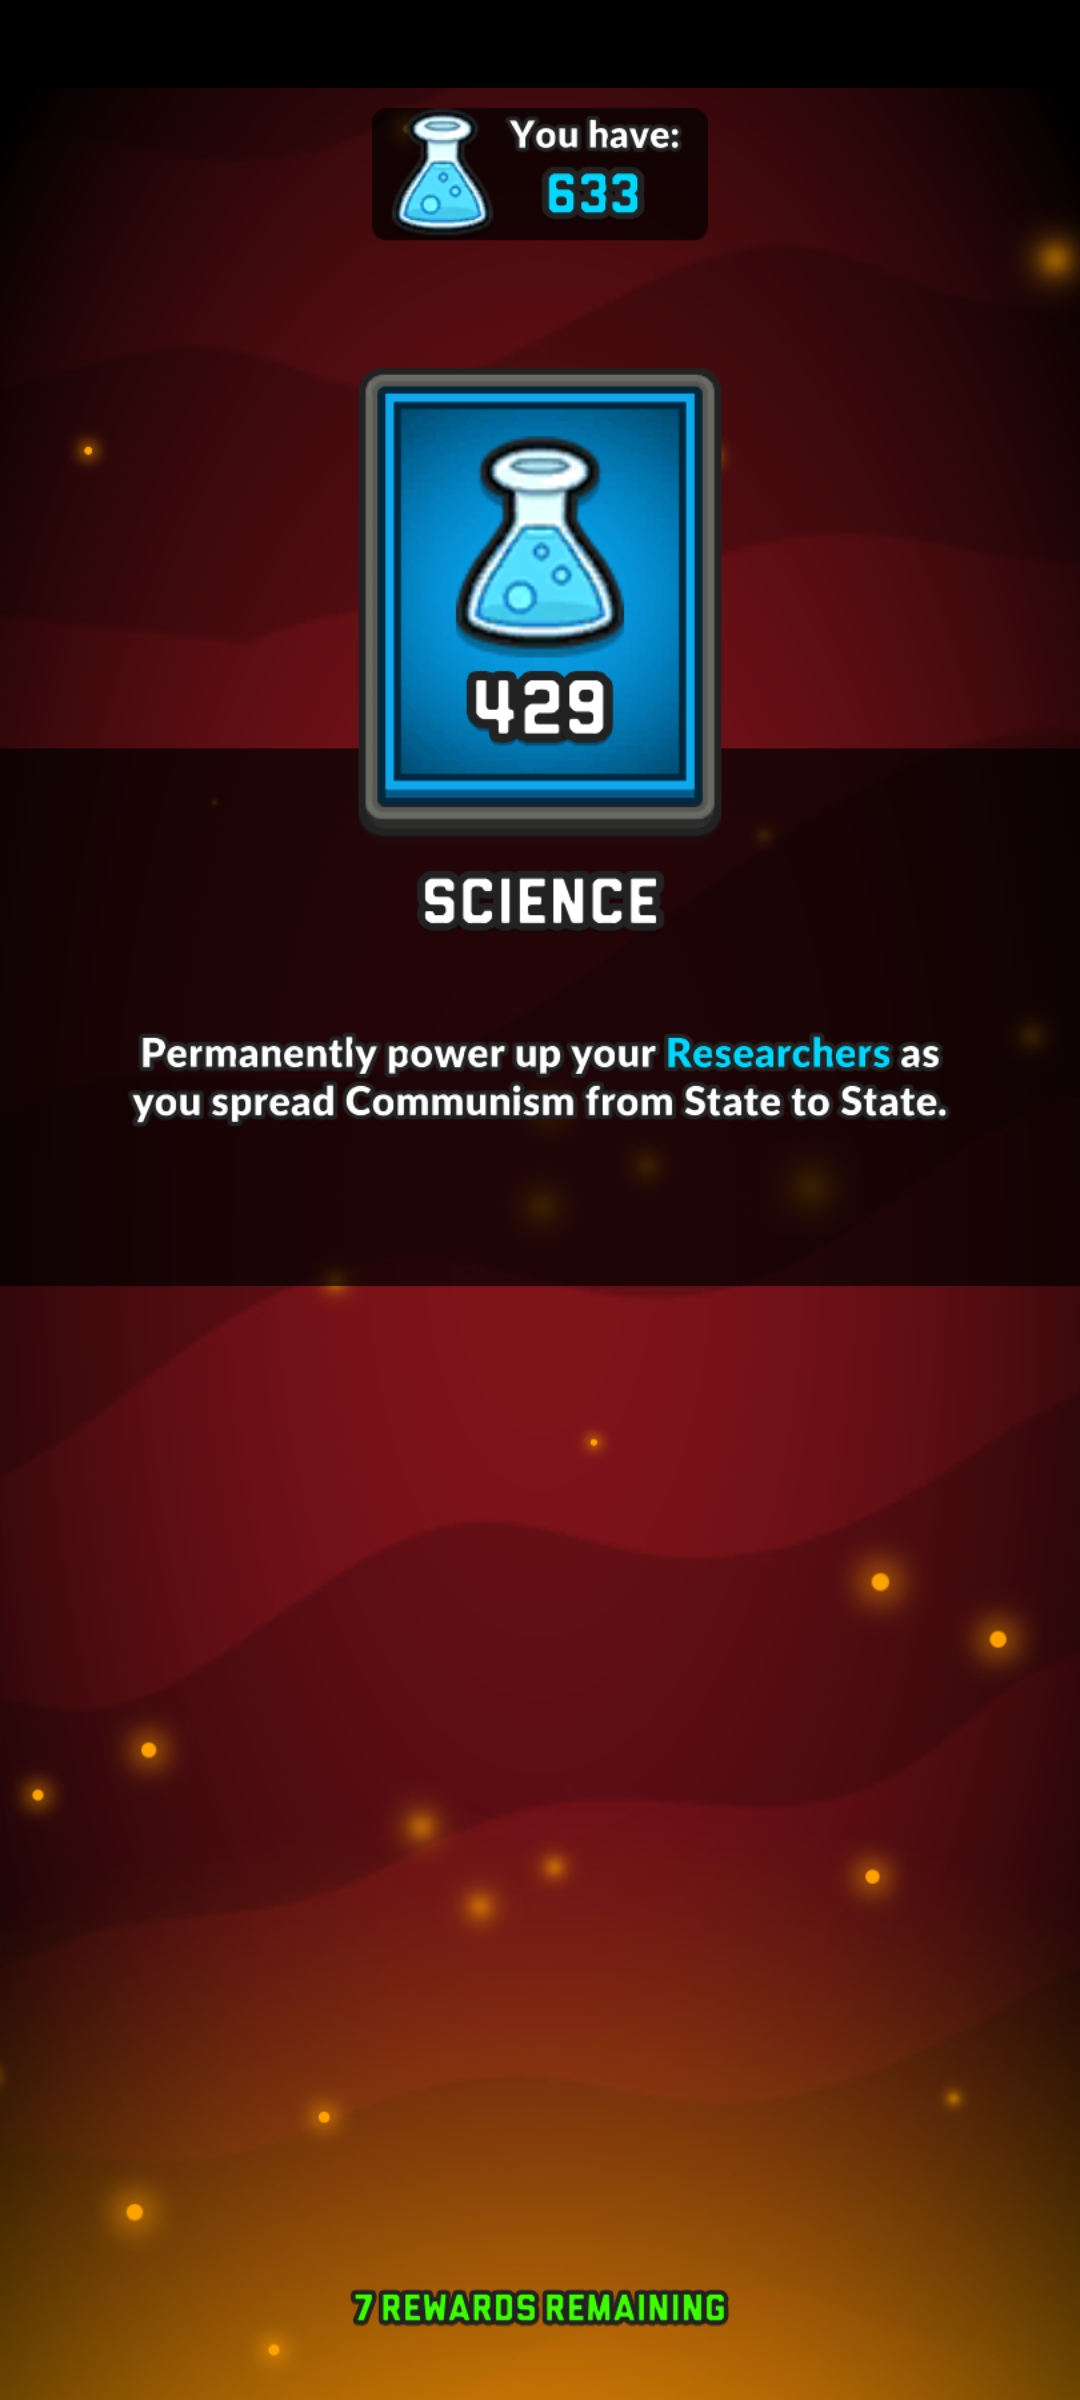 You have:
633
429
SCIENCE
Permanently power up your Researchers as
you spread Communism from State to State.
7 REWARDS REMAINING